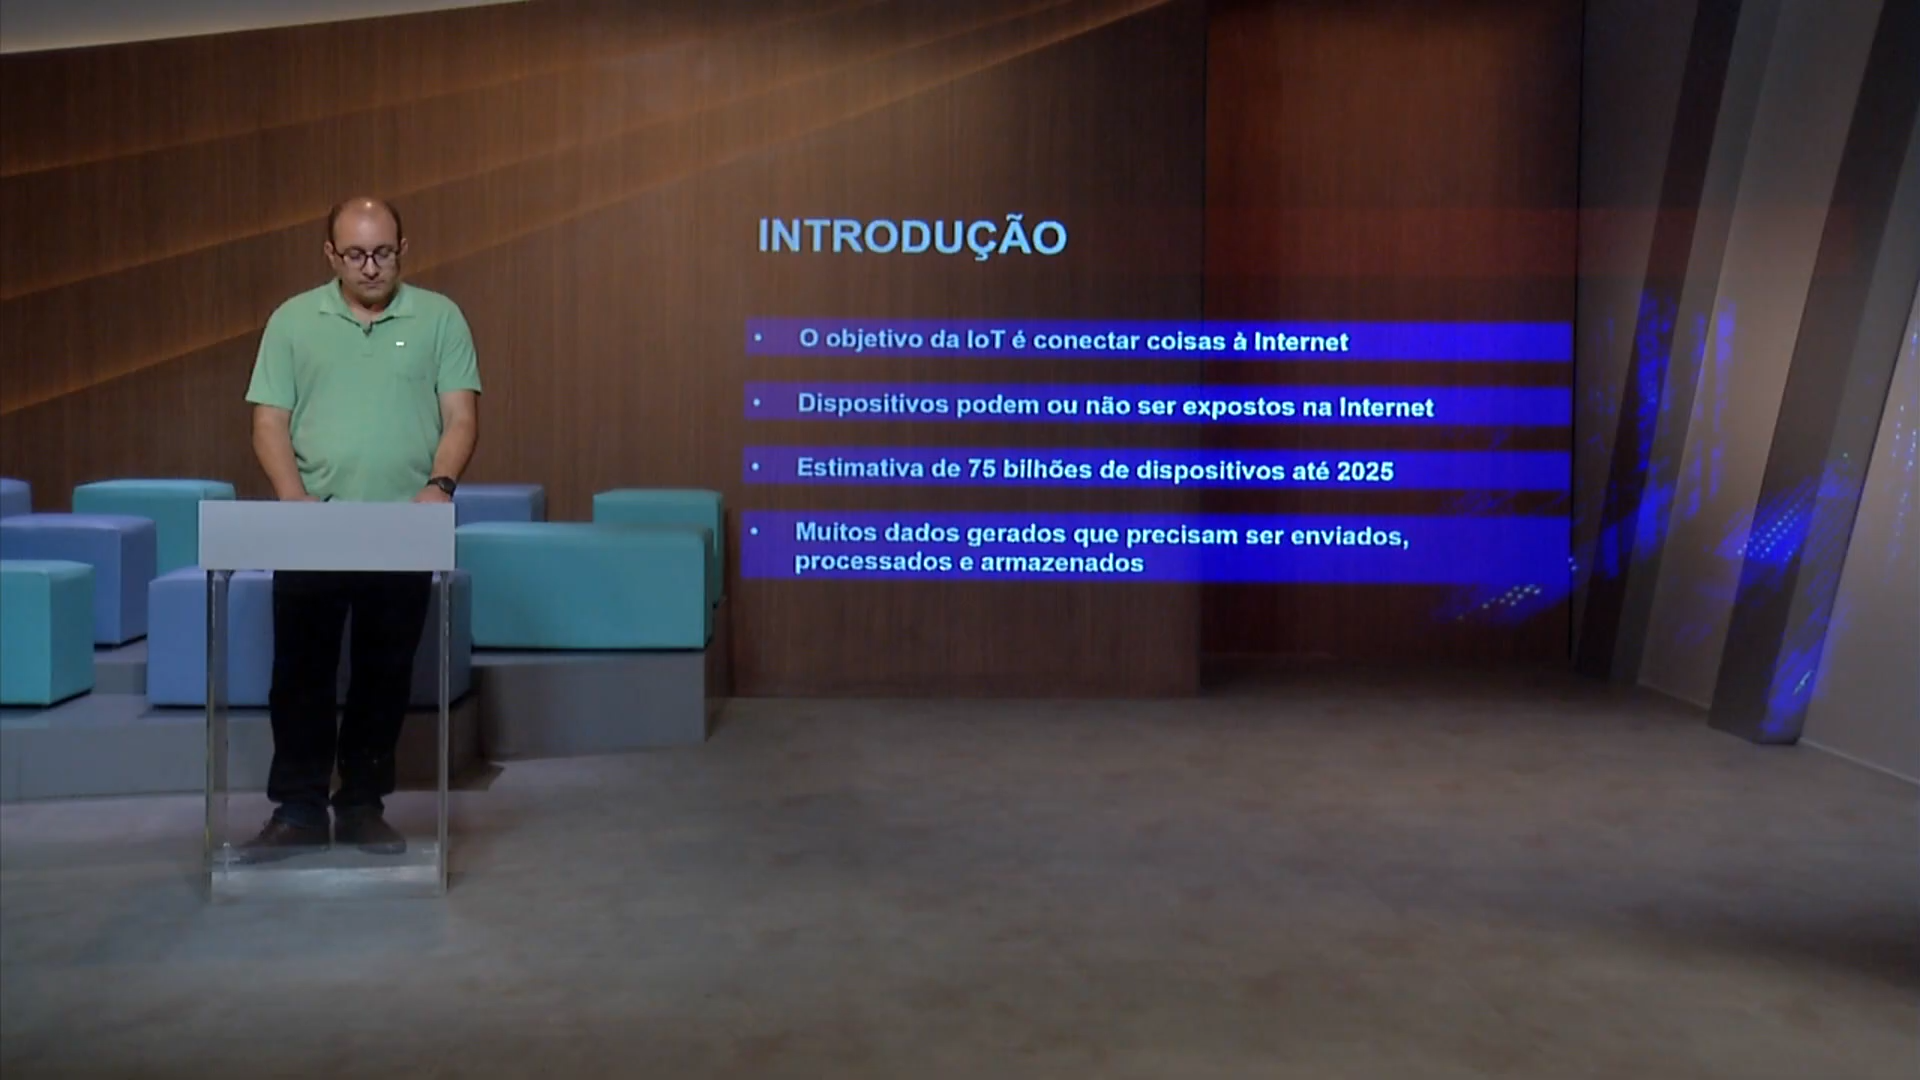 INTRODUÇÃO
• O objetivo da IoT é conectar coisas à Internet
• Dispositivos podem ou não ser expostos na Internet
• Estimativa de 75 bilhões de dispositivos até 2025
• Muitos dados gerados que precisam ser enviados,
processados e armazenados